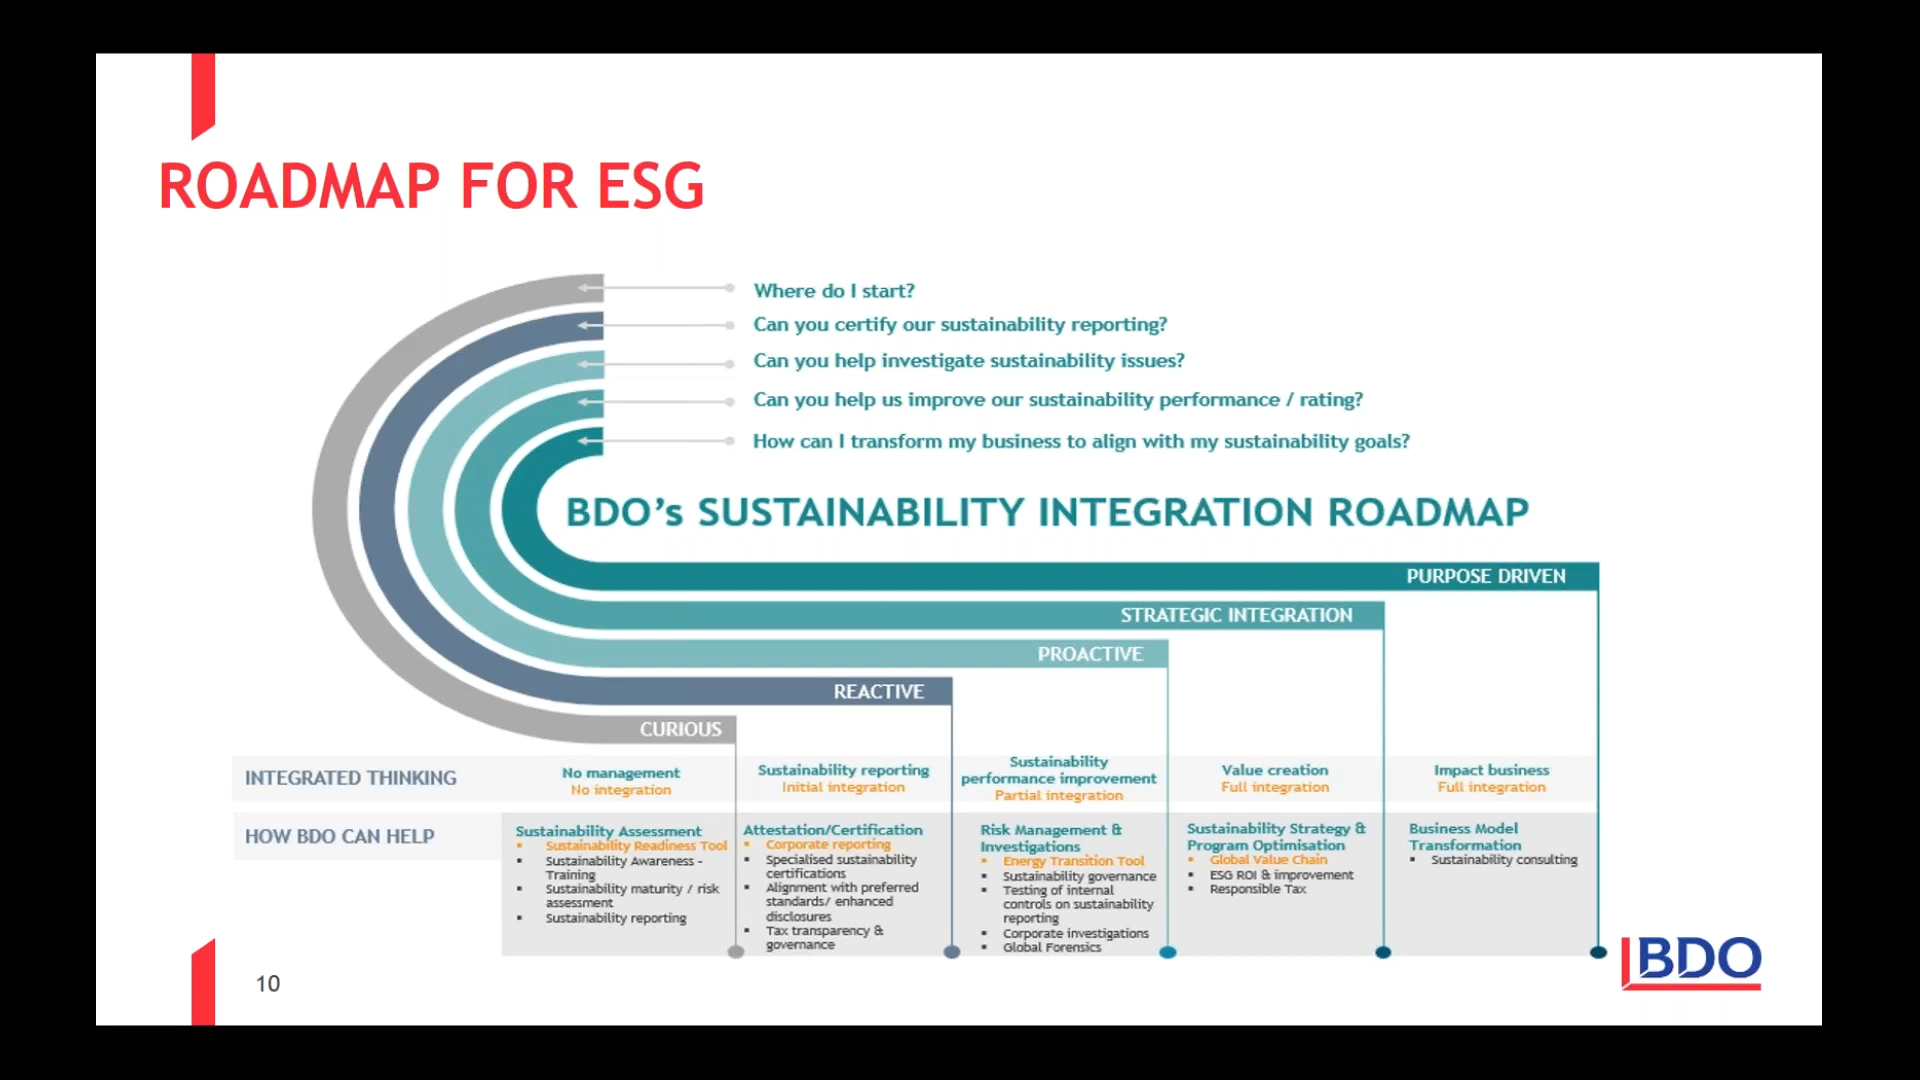 ROADMAP FOR ESG
Where do I start?
Can you certify our sustainability reporting?
Can you help investigate sustainability issues?
Can you help us improve our sustainability performance / rating?
How can I transform my business to align with my sustainability goals?
BDO's SUSTAINABILITY INTEGRATION ROADMAP
PURPOSE DRIVEN
STRATEGIC INTEGRATION
PROACTIVE
REACTIVE
CURIOUS
INTEGRATED THINKING
No management
No integration
Sustainability reporting
Initial integration
Sustainability
performance improvement
Partial integration
Value creation
Full integration
Impact business
Full integration
HOW BDO CAN HELP
Sustainability Assessment
▪ Sustainability Readiness Tool
▪ Sustainability Awareness -
Training
▪ Sustainability maturity / risk
assessment
▪ Sustainability reporting
Attestation/Certification
▪ Corporate reporting
▪ Specialised sustainability
certifications
▪ Alignment with preferred
standards/ enhanced
disclosures
▪ Tax transparency &
governance
Risk Management &
Investigations
▪ Energy Transition Tool
▪ Sustainability governance
▪ Testing of internal
controls on sustainability
reporting
▪ Corporate investigations
▪ Global Forensics
Sustainability Strategy &
Program Optimisation
▪ Global Value Chain
▪ ESG ROI & improvement
▪ Responsible Tax
Business Model
Transformation
▪ Sustainability consulting
10
BDO